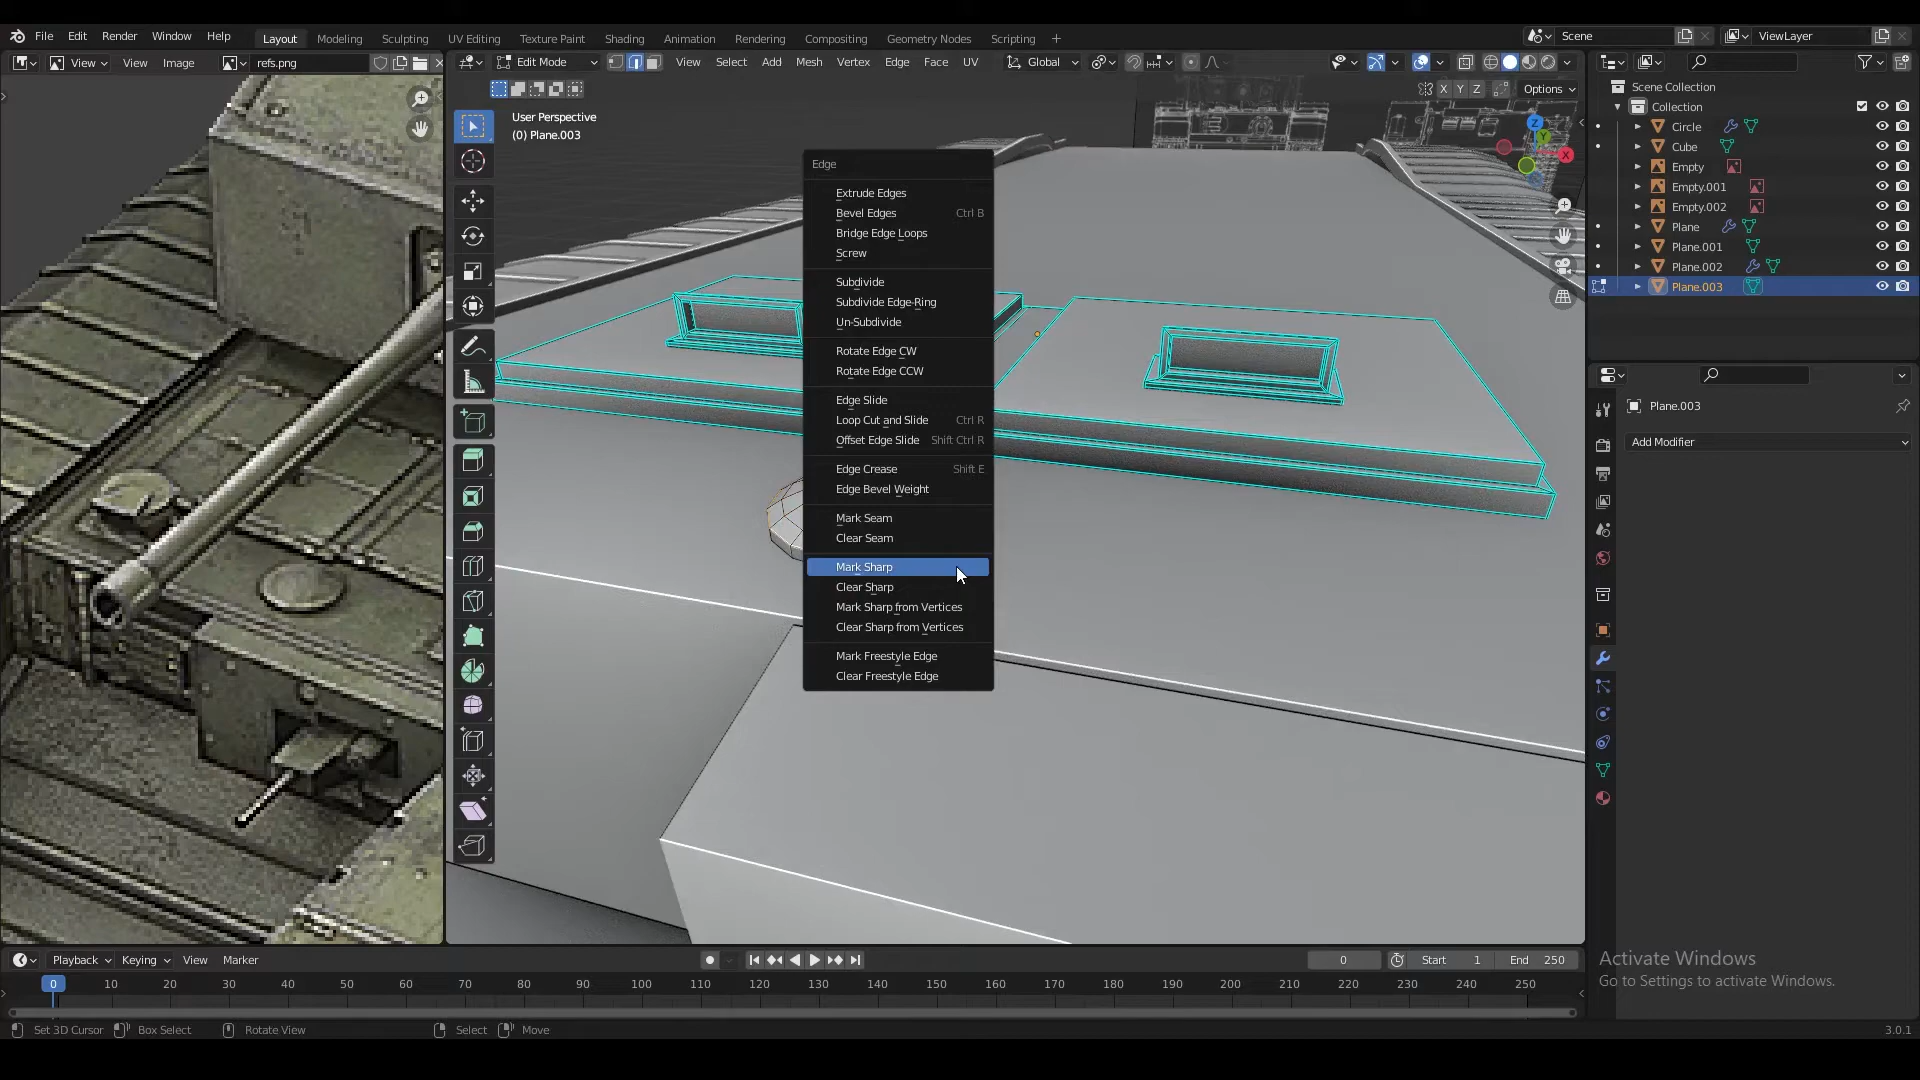 File Edit Render Window Help Layout Modeling Sculpting UV Editing Texture Paint Shading Animation Rendering Compositing Geometry Nodes Scripting + Scene ViewLayer
View View Image refs.png Edit Mode View Select Add Mesh Vertex Edge Face UV Global
X Y Z Options
User Perspective
(0) Plane.003
Edge
Extrude Edges
Bevel Edges Ctrl B
Bridge Edge Loops
Screw
Subdivide
Subdivide Edge-Ring
Un-Subdivide
Rotate Edge CW
Rotate Edge CCW
Edge Slide
Loop Cut and Slide Ctrl R
Offset Edge Slide Shift Ctrl R
Edge Crease Shift E
Edge Bevel Weight
Mark Seam
Clear Seam
Mark Sharp
Clear Sharp
Mark Sharp from Vertices
Clear Sharp from Vertices
Mark Freestyle Edge
Clear Freestyle Edge
Z
Y
X
Scene Collection
Collection
Circle
Cube
Empty
Empty.001
Empty.002
Plane
Plane.001
Plane.002
Plane.003
Plane.003
Add Modifier
Activate Windows
Go to Settings to activate Windows.
Playback Keying View Marker 0 Start 1 End 250
0 10 20 30 40 50 60 70 80 90 100 110 120 130 140 150 160 170 180 190 200 210 220 230 240 250
Set 3D Cursor Box Select Rotate View Select Move 3.0.1